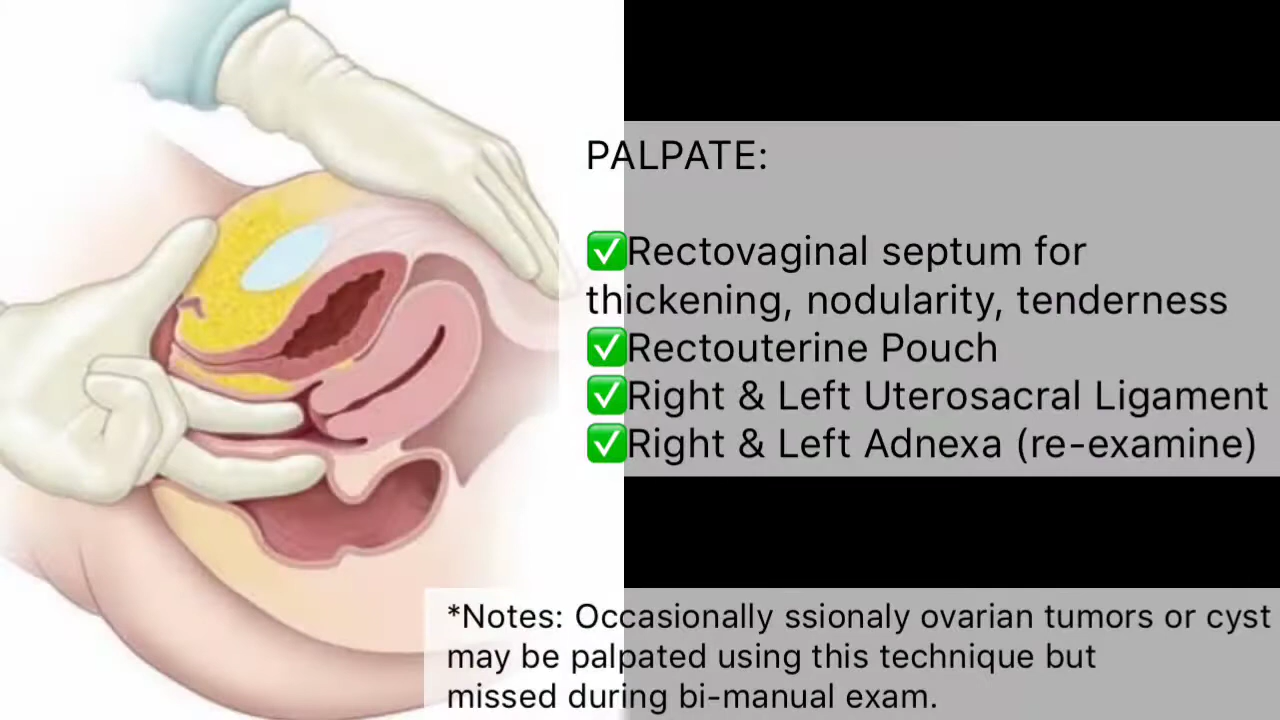 PALPATE:
✅Rectovaginal septum for
thickening, nodularity, tenderness
✅Rectouterine Pouch
✅Right & Left Uterosacral Ligament
✅Right & Left Adnexa (re-examine)
*Notes: Occasionally ssionaly ovarian tumors or cyst
may be palpated using this technique but
missed during bi-manual exam.